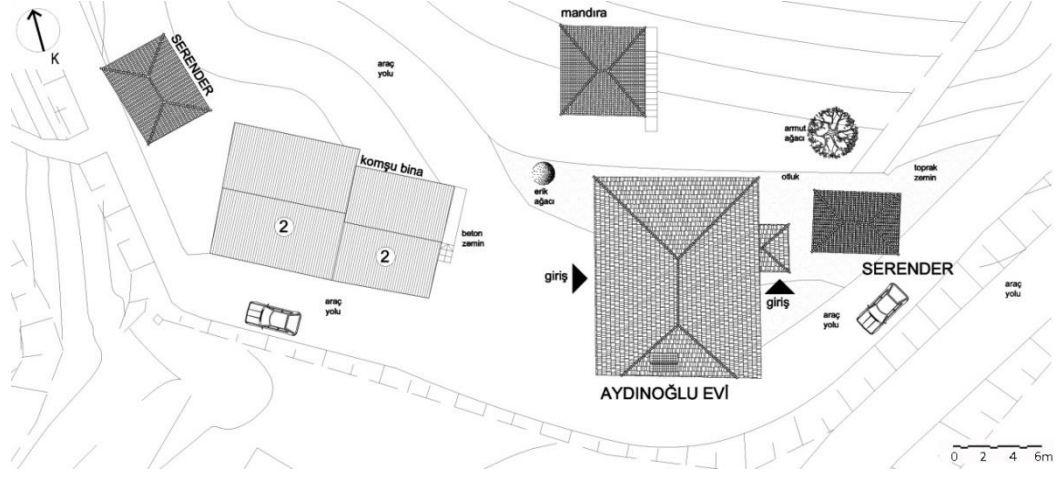 K
SERENDER
araç
yolu
mandıra
armut
ağacı
komşu bina
erik
ağacı
otluk
toprak
zemin
2
2
beton
zemin
giriş
giriş
SERENDER
araç
yolu
araç
yolu
araç
yolu
AYDINOĞLU EVİ
0 2 4 6m